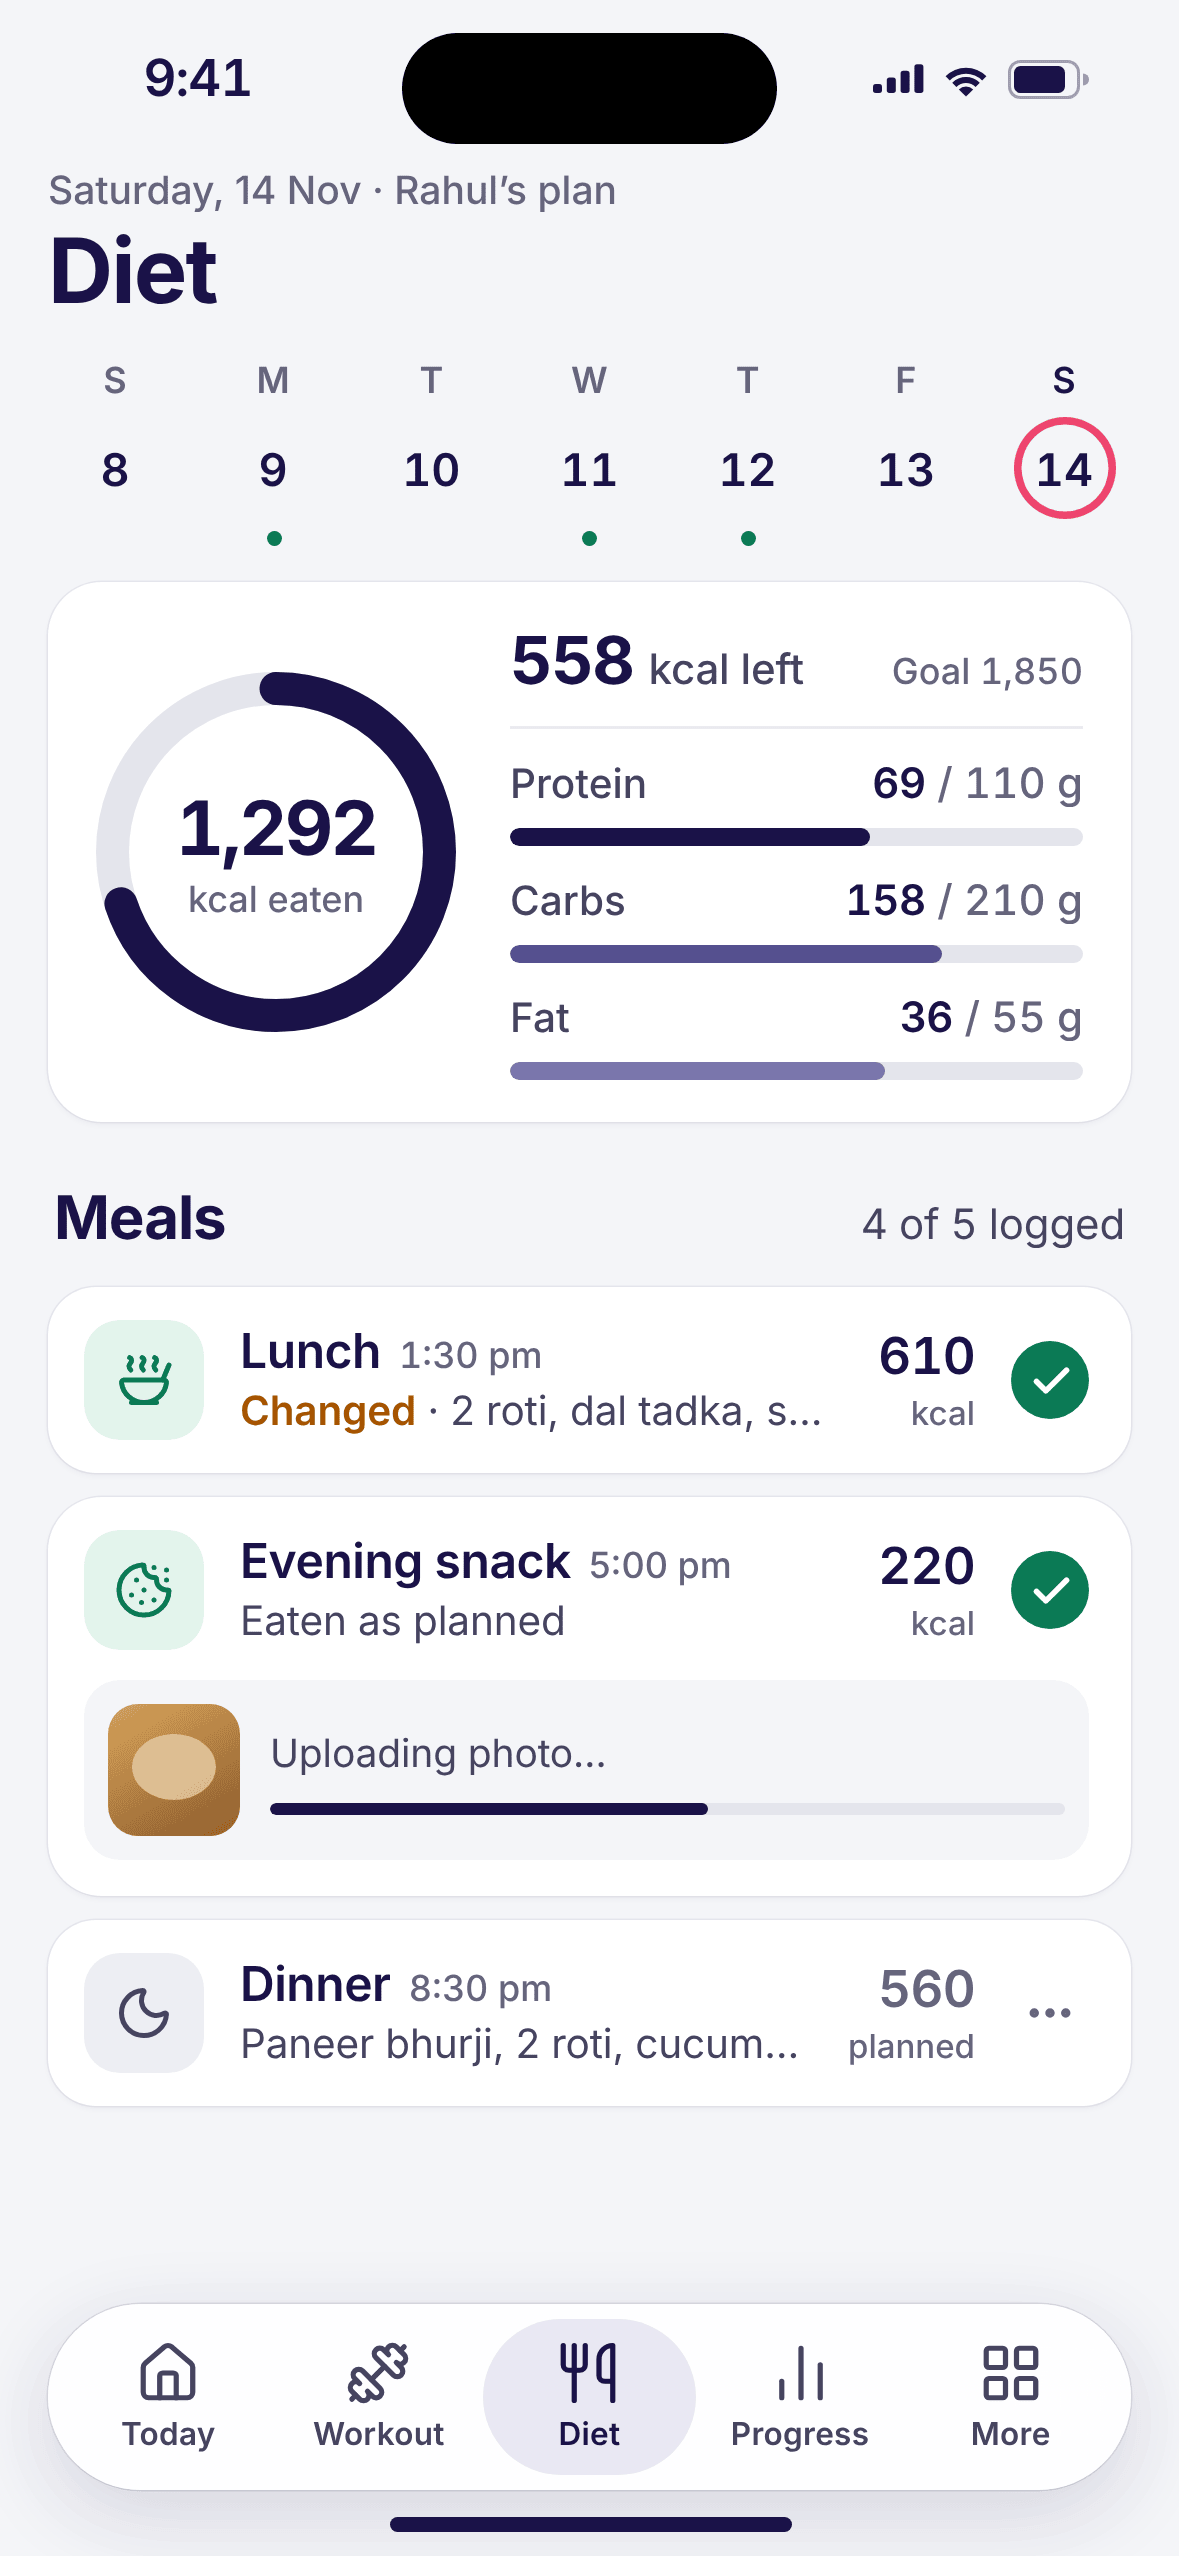 9:41
Saturday, 14 Nov · Rahul’s plan
Diet
S M T W T F S
8 9 10 11 12 13 14
558 kcal left Goal 1,850
1,292
kcal eaten
Protein 69 / 110 g
Carbs 158 / 210 g
Fat 36 / 55 g
Meals 4 of 5 logged
Lunch 1:30 pm 610
Changed · 2 roti, dal tadka, s... kcal
Evening snack 5:00 pm 220
Eaten as planned kcal
Uploading photo...
Dinner 8:30 pm 560
Paneer bhurji, 2 roti, cucum... planned
Today Workout Diet Progress More